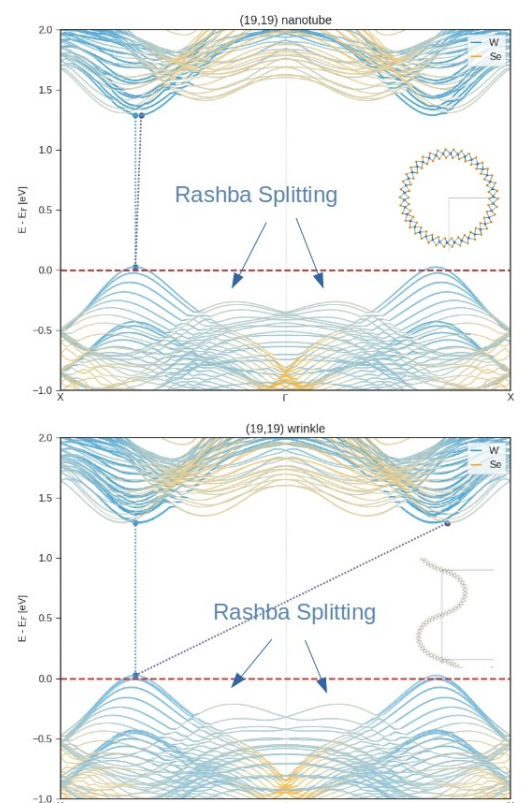 (19,19) nanotube
2.0
W
Se
1.5
1.0
Rashba Splitting
0.5
E - E_F [eV]
0.0
−0.5
−1.0
X Γ X
(19,19) wrinkle
2.0
W
Se
1.5
1.0
Rashba Splitting
0.5
E - E_F [eV]
0.0
−0.5
−1.0